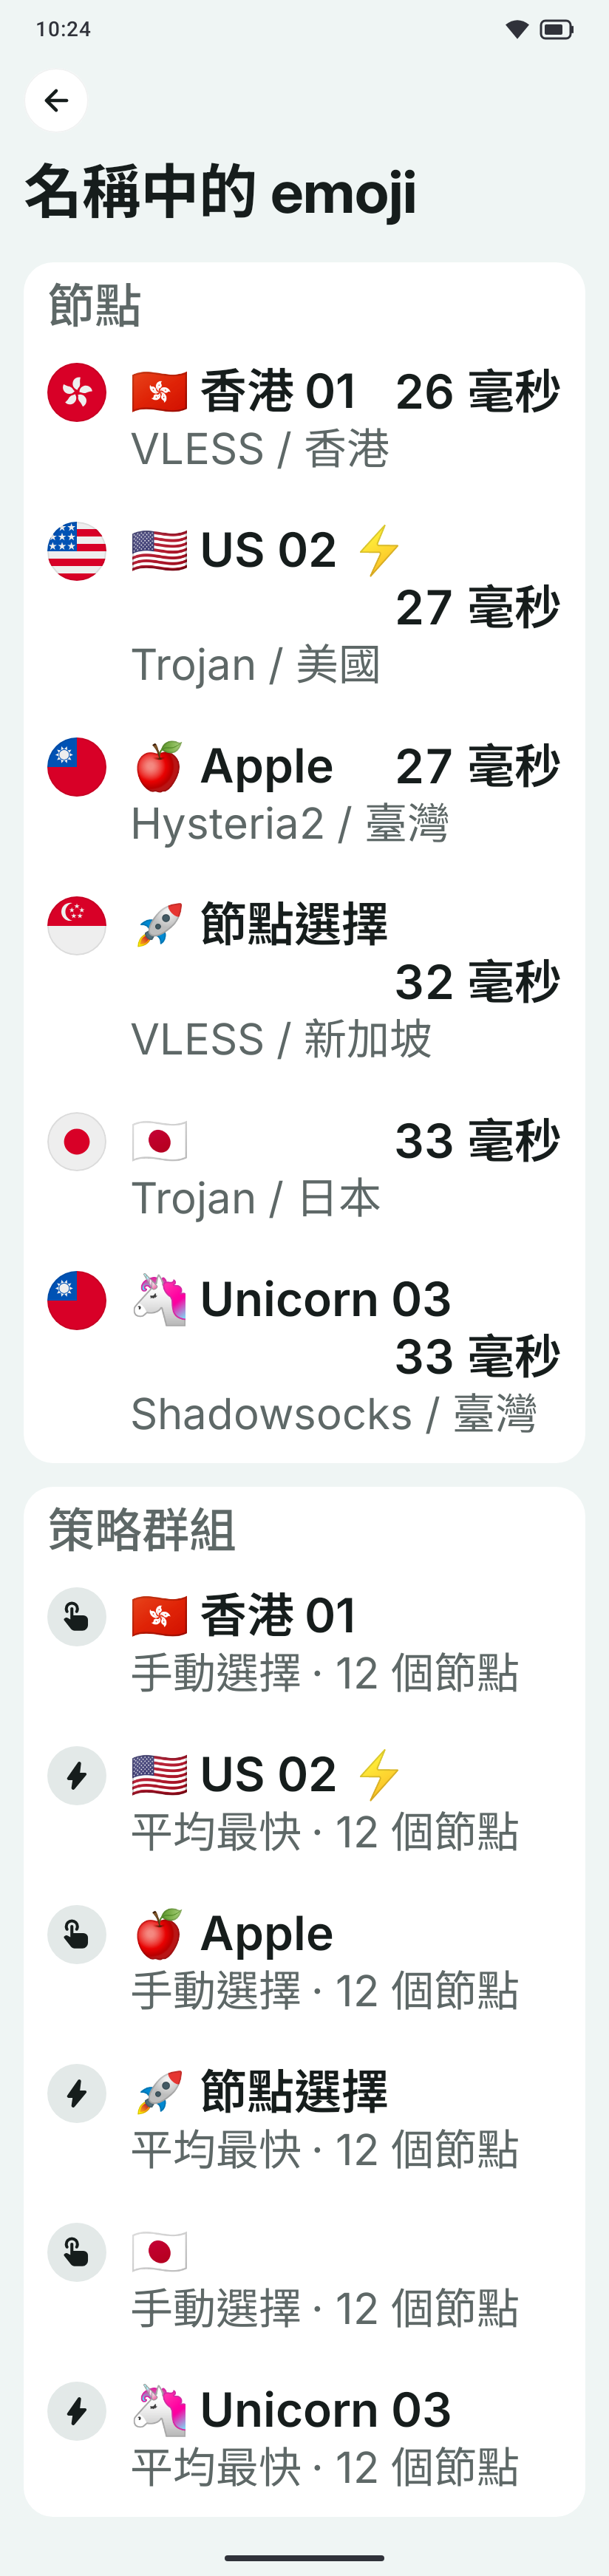 10:24
名稱中的 emoji
節點
🇭🇰 香港 01 26 毫秒
VLESS / 香港
🇺🇸 US 02 ⚡
27 毫秒
Trojan / 美國
🍎 Apple 27 毫秒
Hysteria2 / 臺灣
🚀 節點選擇
32 毫秒
VLESS / 新加坡
🇯🇵 33 毫秒
Trojan / 日本
🦄 Unicorn 03
33 毫秒
Shadowsocks / 臺灣
策略群組
🇭🇰 香港 01
手動選擇 · 12 個節點
🇺🇸 US 02 ⚡
平均最快 · 12 個節點
🍎 Apple
手動選擇 · 12 個節點
🚀 節點選擇
平均最快 · 12 個節點
🇯🇵
手動選擇 · 12 個節點
🦄 Unicorn 03
平均最快 · 12 個節點